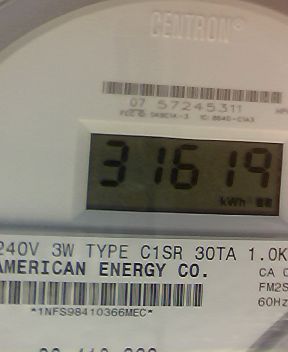 CENTRON®
07 57245311
31619
kWh
240V 3W TYPE C1SR 30TA 1.0K
AMERICAN ENERGY CO.
CA
FM2S
60Hz
*1NFS98410366MEC*